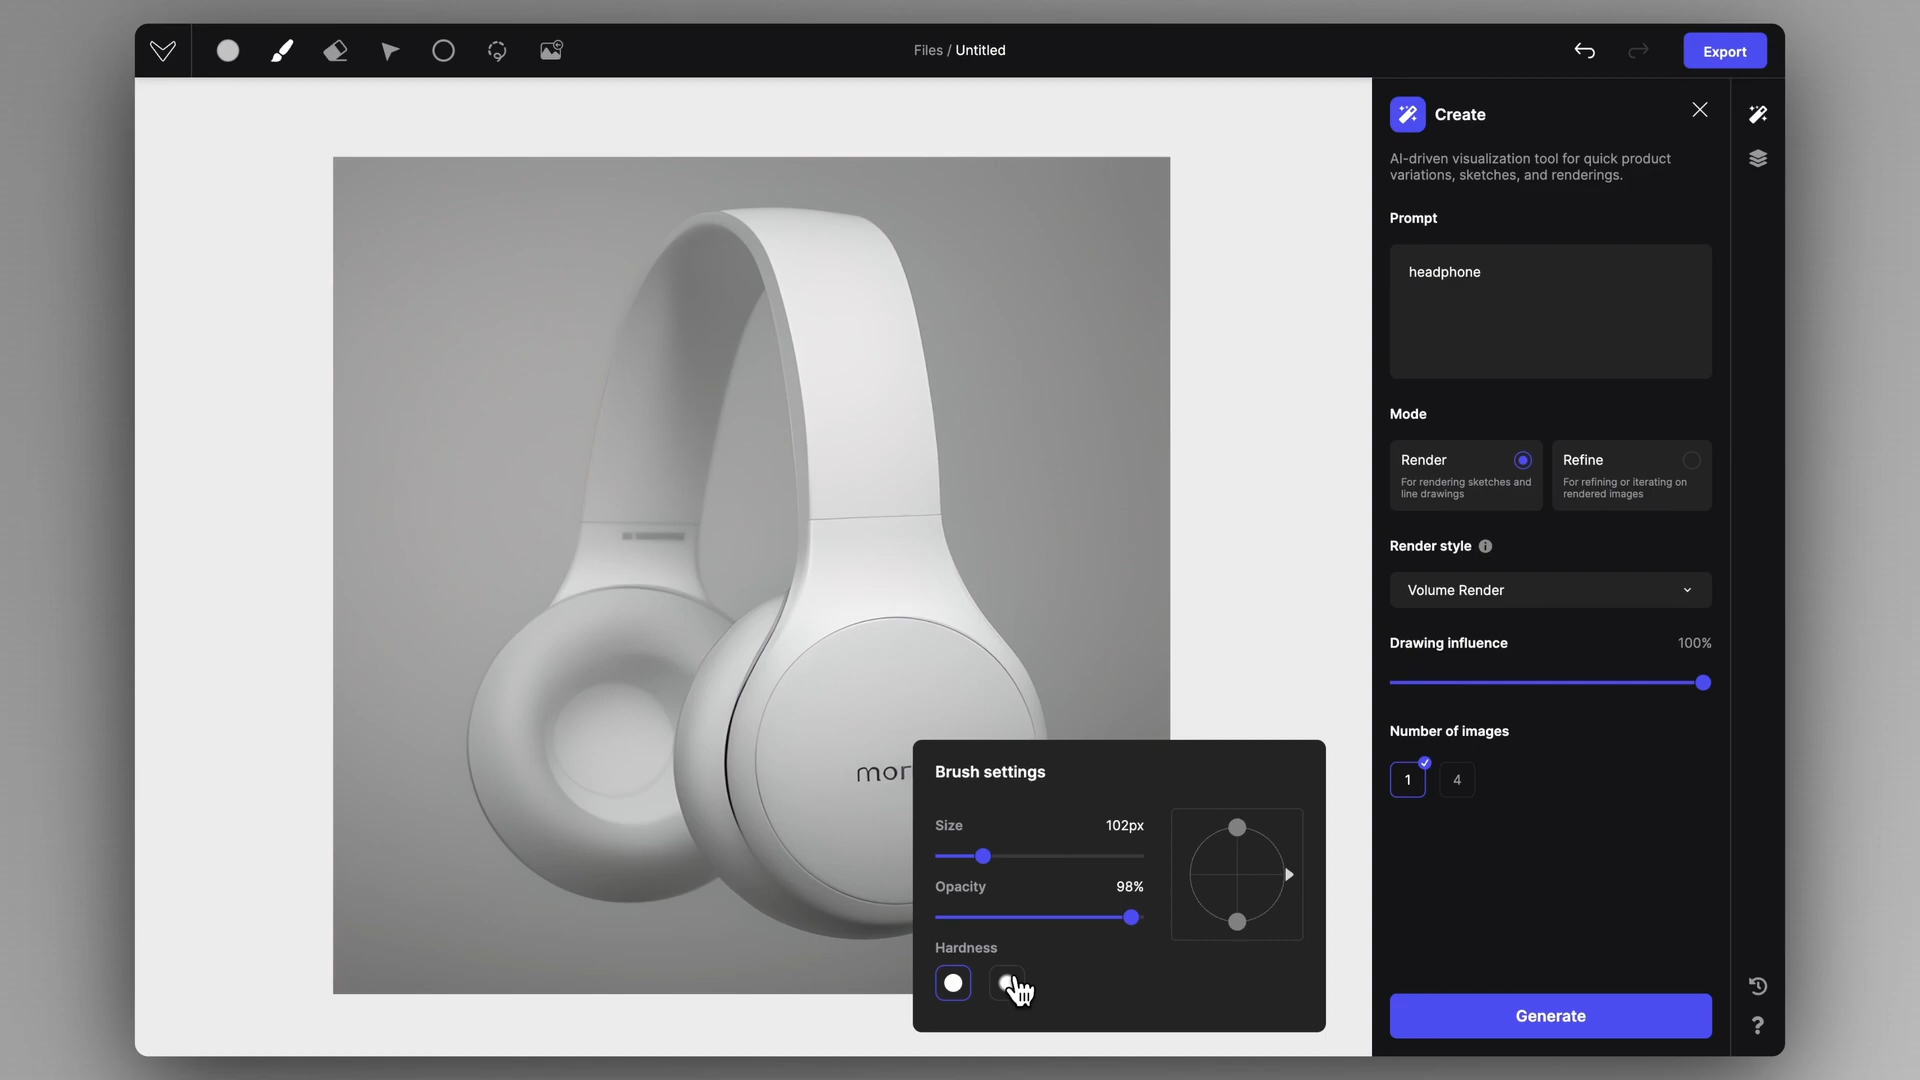 Files / Untitled
Export
Create
AI-driven visualization tool for quick product
variations, sketches, and renderings.
Prompt
headphone
Mode
Render
For rendering sketches and
line drawings
Refine
For refining or iterating on
rendered images
Render style
Volume Render
Drawing influence
100%
Number of images
1
4
Generate
?
mor
Brush settings
Size
102px
Opacity
98%
Hardness